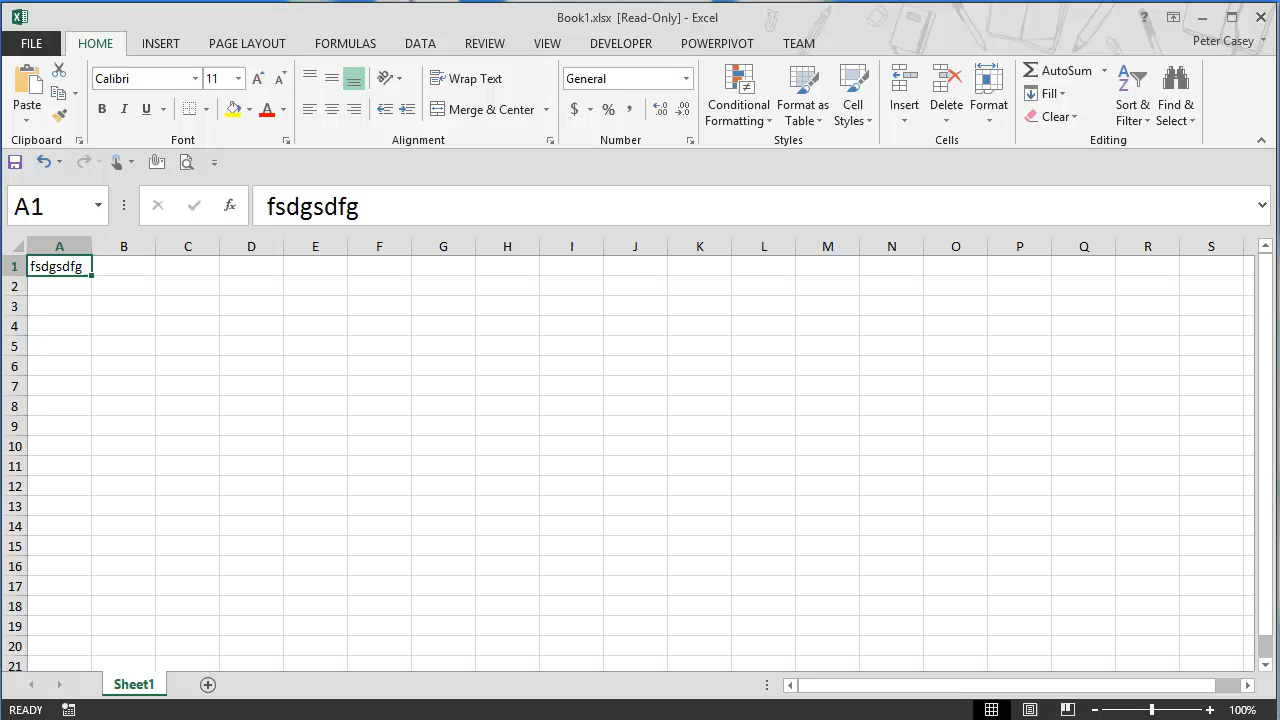 Book1.xlsx [Read-Only] - Excel
FILE HOME INSERT PAGE LAYOUT FORMULAS DATA REVIEW VIEW DEVELOPER POWERPIVOT TEAM Peter Casey
Paste
Clipboard
Calibri 11
B I U A
Font
Wrap Text
Merge & Center
Alignment
General
$ % ,
Number
Conditional Formatting
Format as Table
Cell Styles
Styles
Insert Delete Format
Cells
AutoSum
Fill
Clear
Sort & Filter
Find & Select
Editing
A1 fx fsdgsdfg
A B C D E F G H I J K L M N O P Q R S
1 fsdgsdfg
2
3
4
5
6
7
8
9
10
11
12
13
14
15
16
17
18
19
20
21
Sheet1
READY 100%